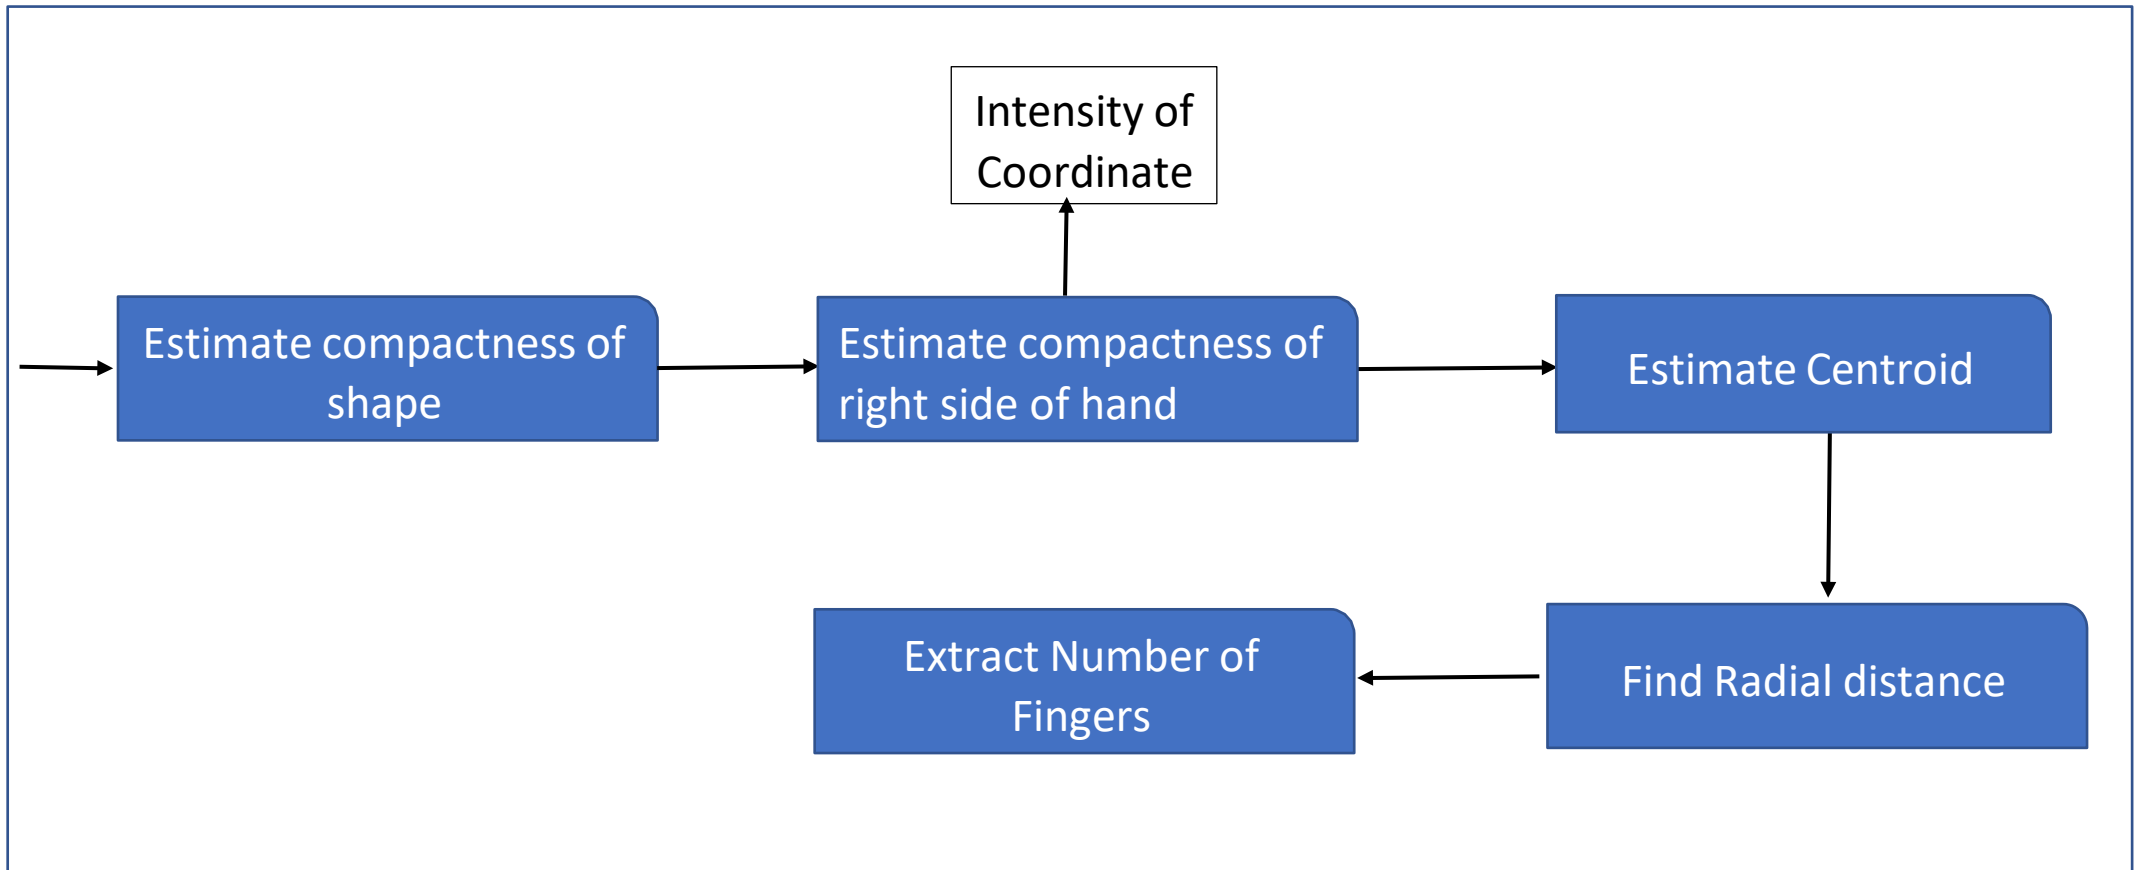 Intensity of
Coordinate
Estimate compactness of
shape
Estimate compactness of
right side of hand
Estimate Centroid
Extract Number of
Fingers
Find Radial distance